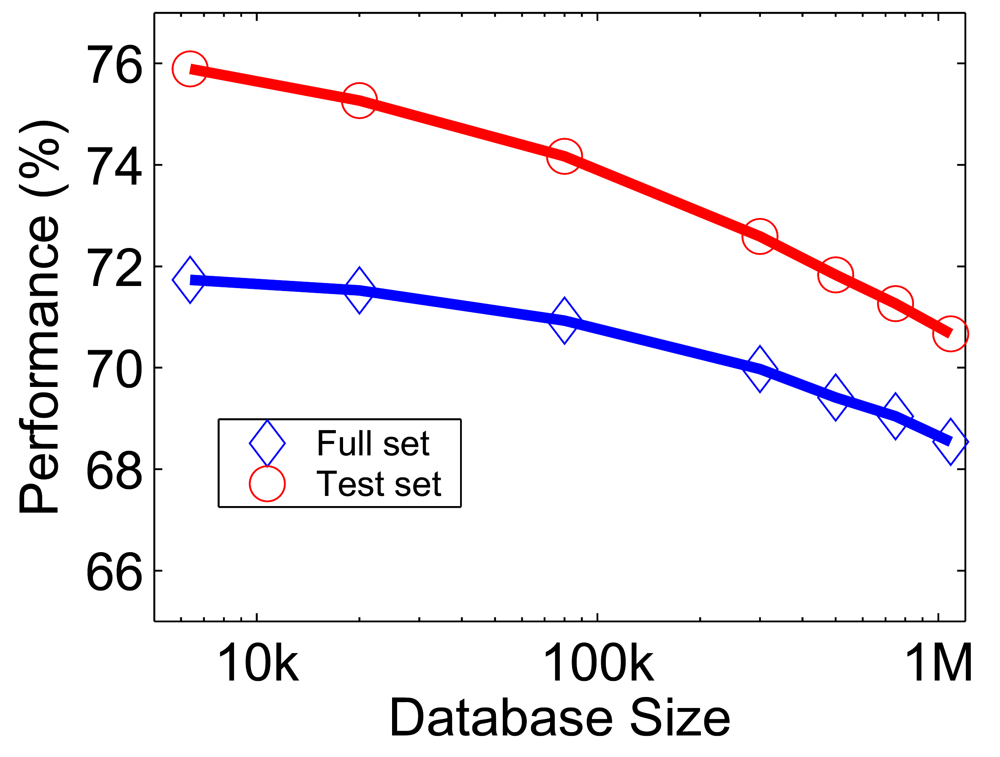 Performance (%)
76
74
72
70
68
66
Full set
Test set
10k
100k
1M
Database Size